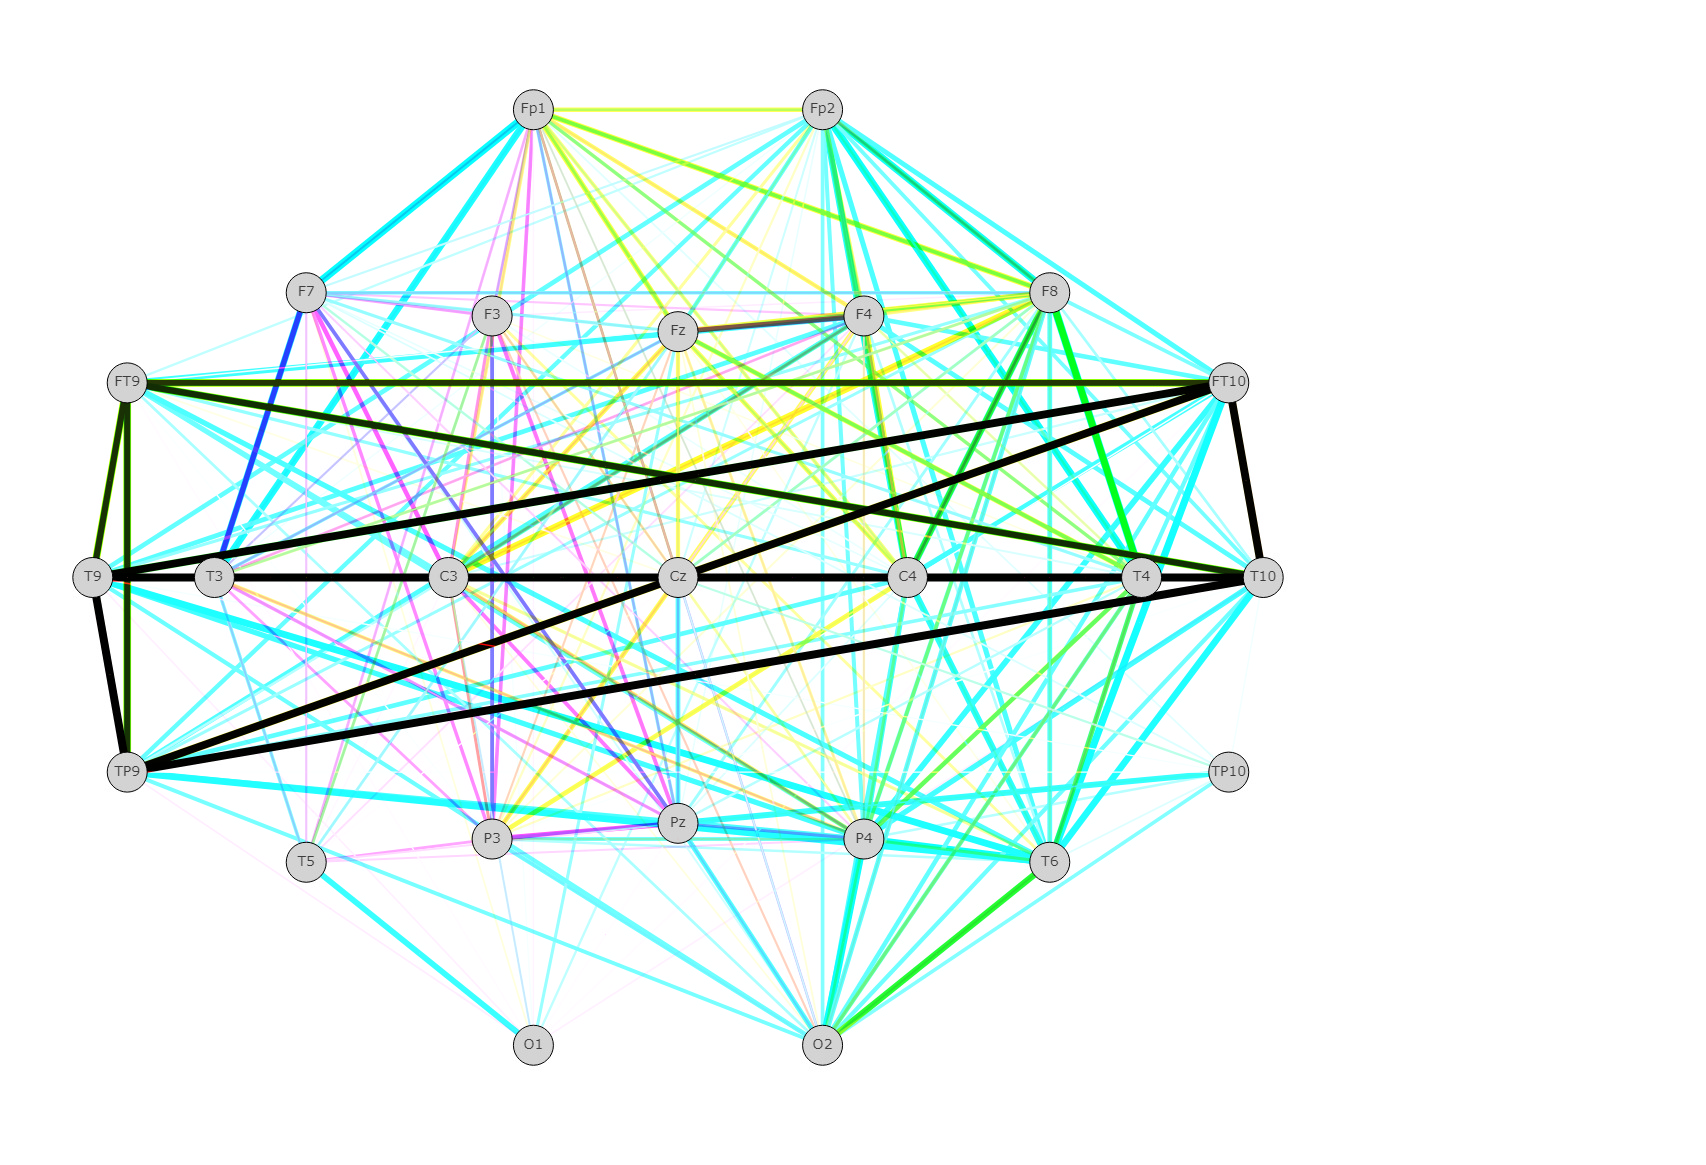 Fp1 Fp2
F7 F3 Fz F4 F8
FT9 FT10
T9 T3 C3 Cz C4 T4 T10
TP9 TP10
T5 P3 Pz P4 T6
O1 O2